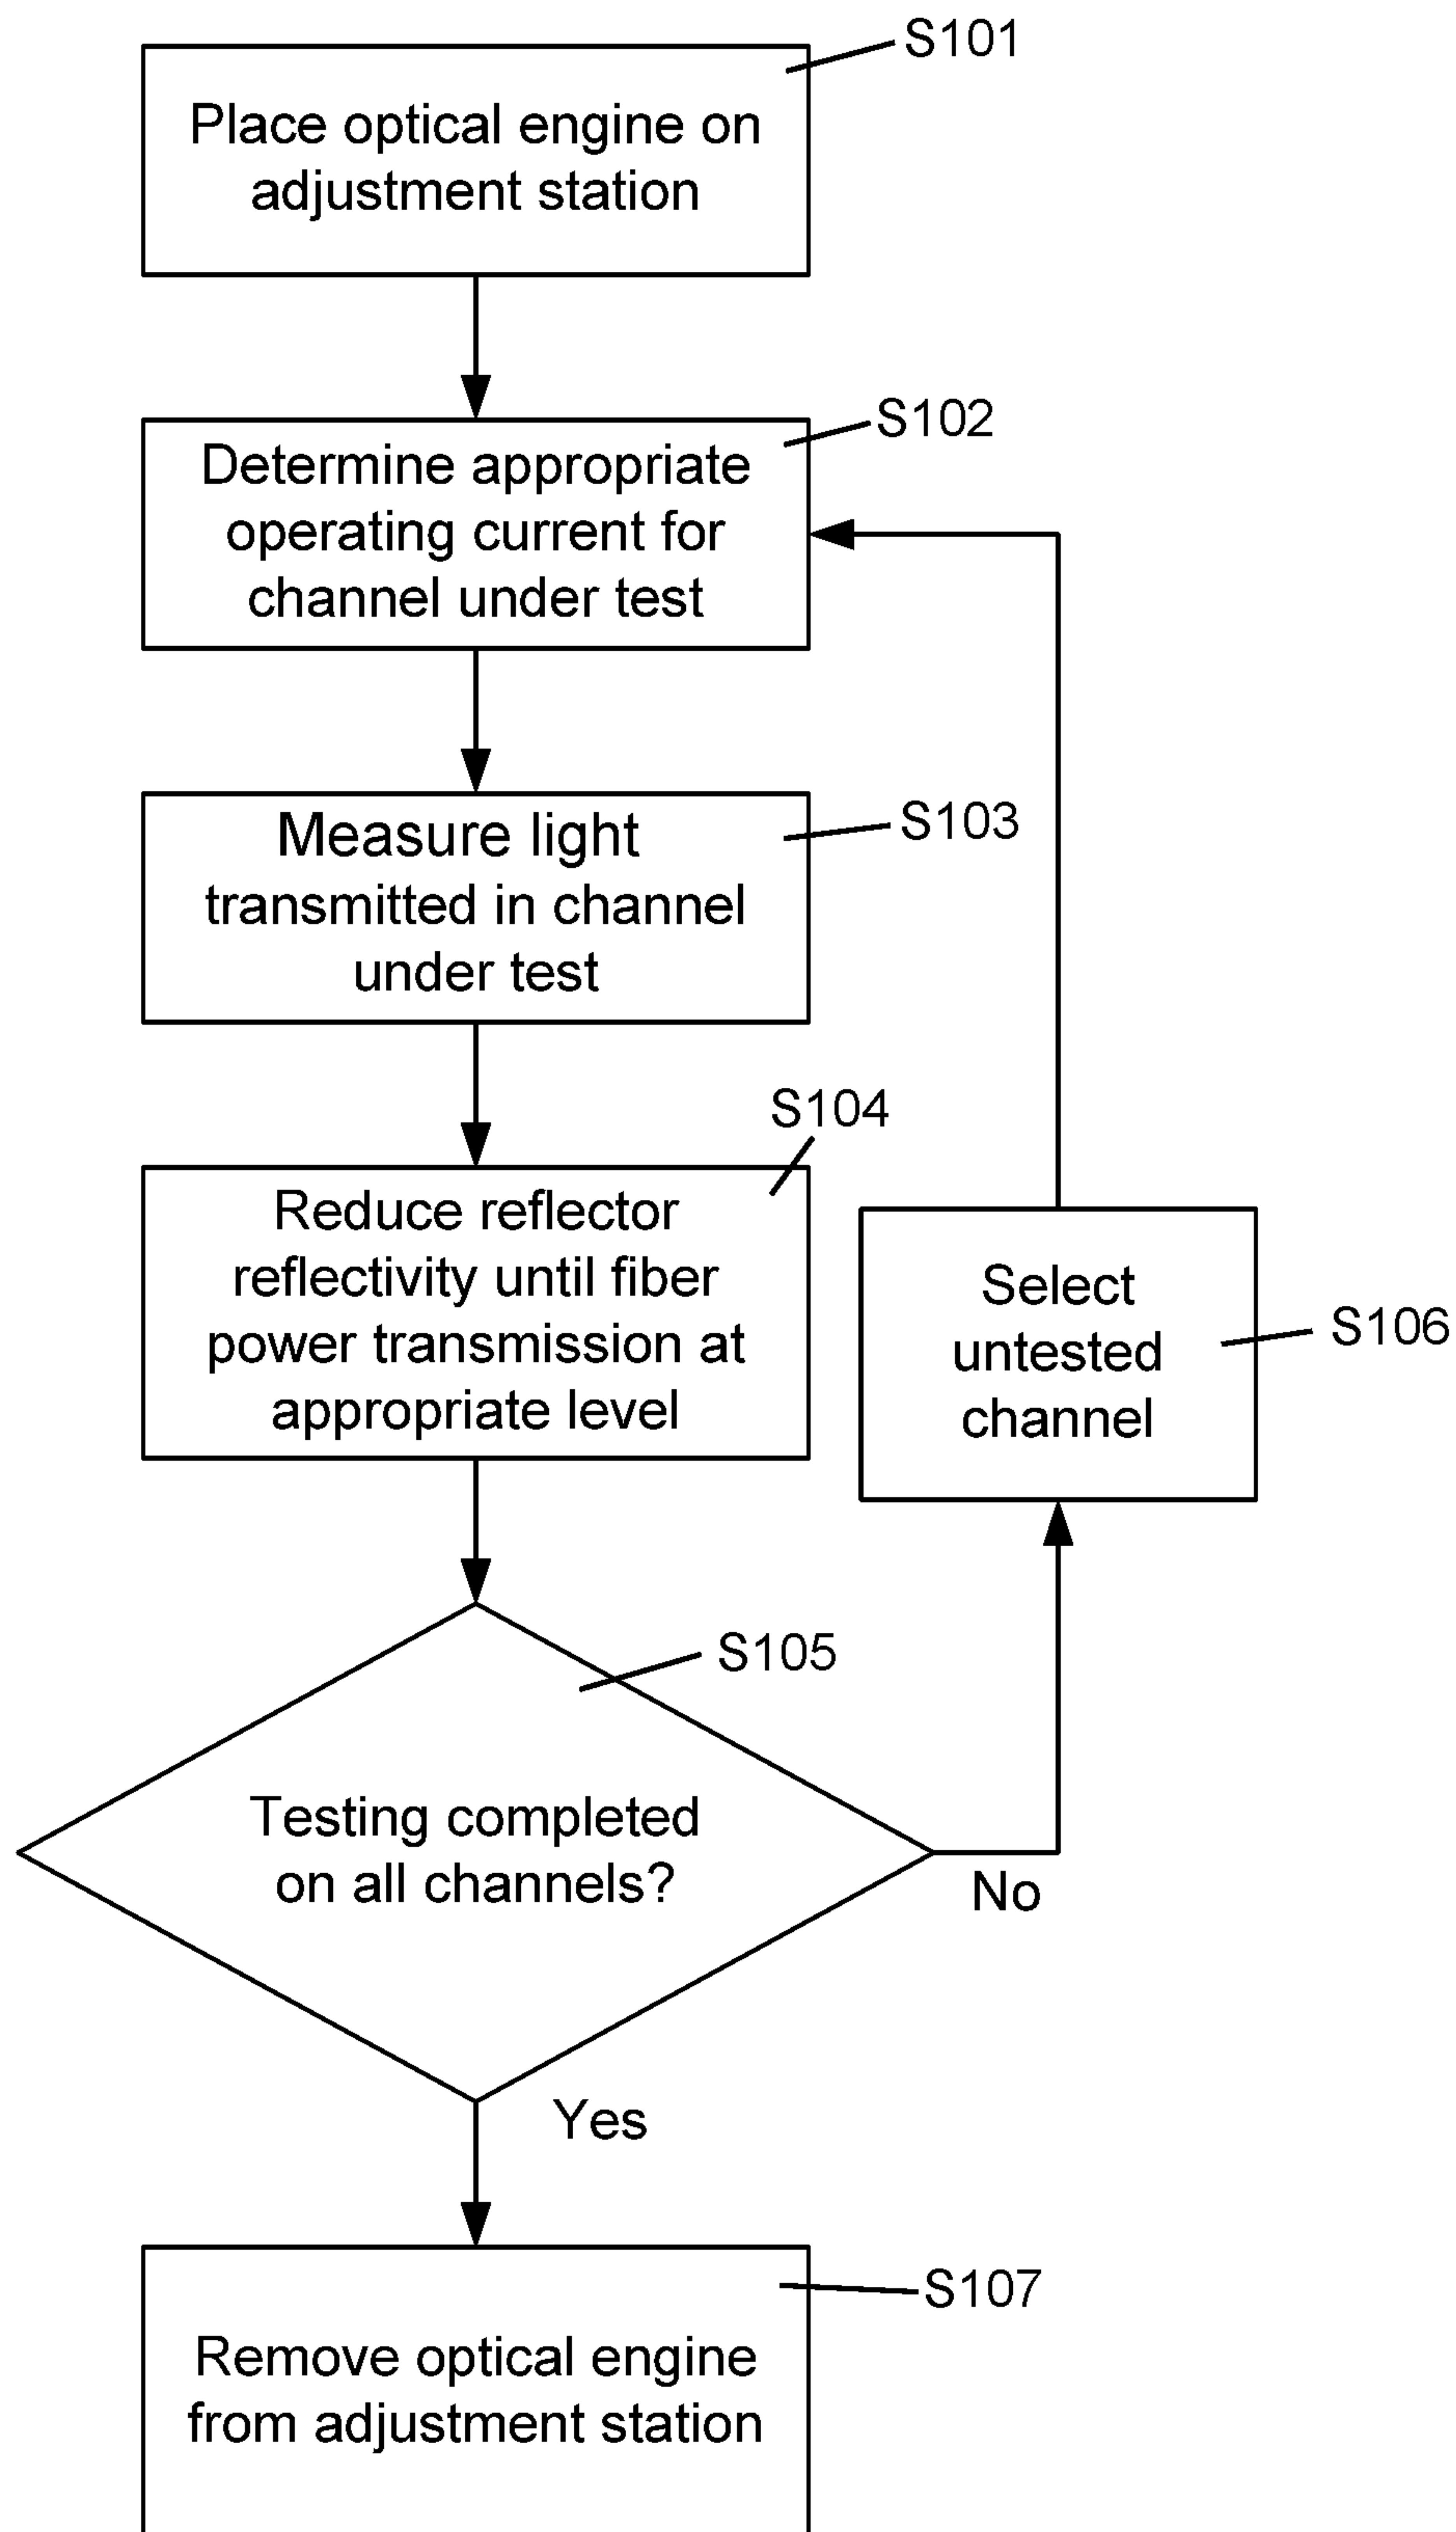 S101
Place optical engine on
adjustment station
S102
Determine appropriate
operating current for
channel under test
S103
Measure light
transmitted in channel
under test
S104
Reduce reflector
reflectivity until fiber
power transmission at
appropriate level
Select
untested
channel
S106
S105
Testing completed
on all channels?
No
Yes
S107
Remove optical engine
from adjustment station